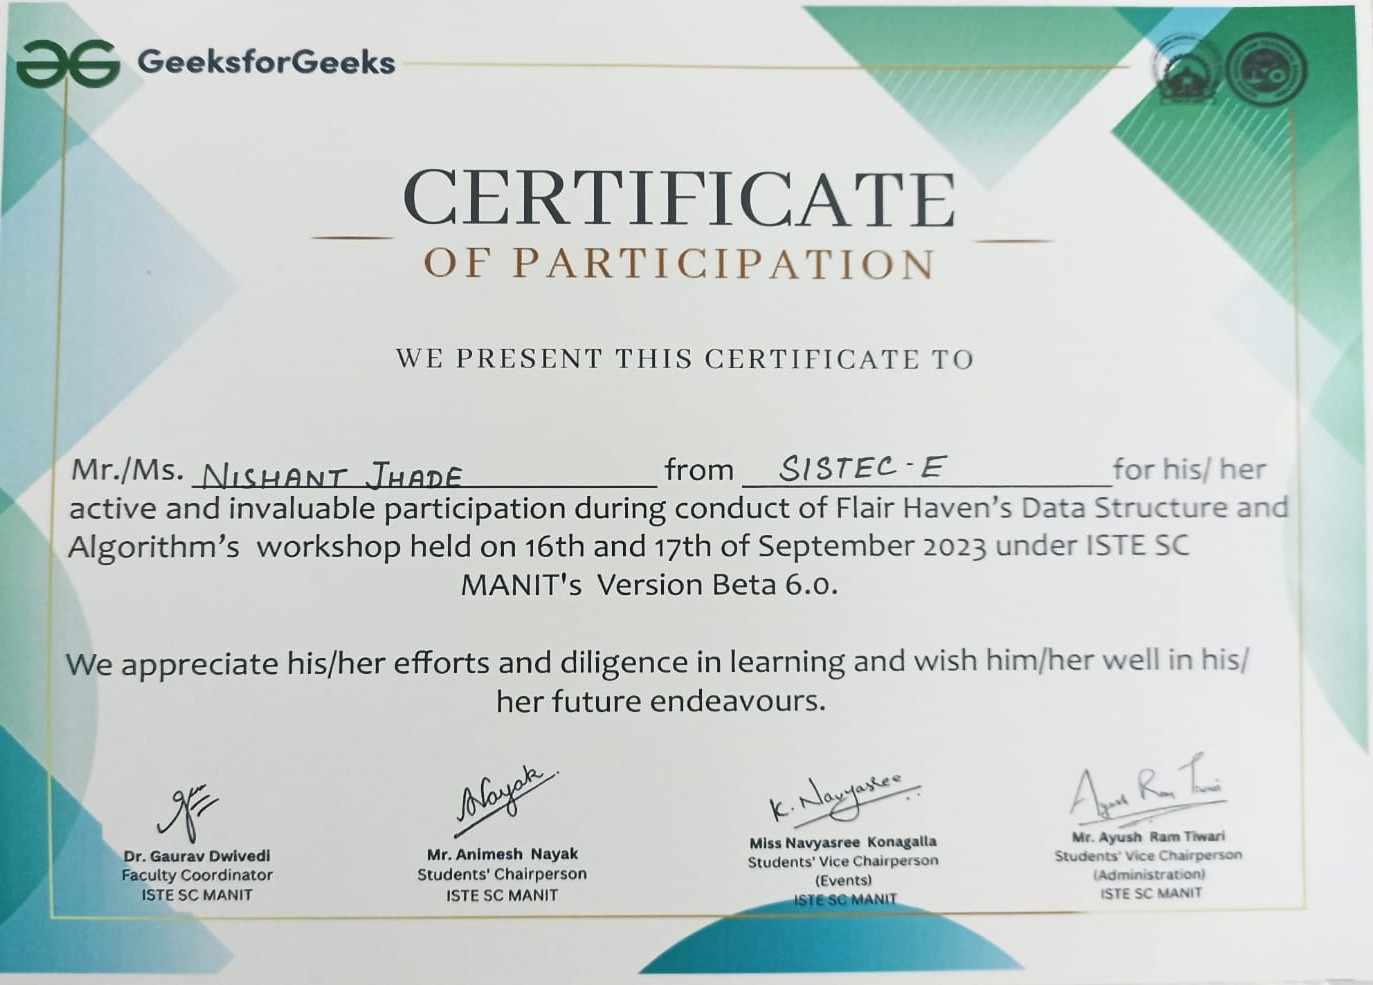 GeeksforGeeks
CERTIFICATE
OF PARTICIPATION
WE PRESENT THIS CERTIFICATE TO
Mr./Ms. NISHANT JHADE from SISTEC-E for his/ her
active and invaluable participation during conduct of Flair Haven's Data Structure and
Algorithm's workshop held on 16th and 17th of September 2023 under ISTE SC
MANIT's Version Beta 6.0.
We appreciate his/her efforts and diligence in learning and wish him/her well in his/
her future endeavours.
Nayak
K. Navyasree
Ayush Ram Tiwari
Dr. Gaurav Dwivedi
Faculty Coordinator
ISTE SC MANIT
Mr. Animesh Nayak
Students' Chairperson
ISTE SC MANIT
Miss Navyasree Konagalla
Students' Vice Chairperson
(Events)
ISTE SC MANIT
Mr. Ayush Ram Tiwari
Students' Vice Chairperson
(Administration)
ISTE SC MANIT